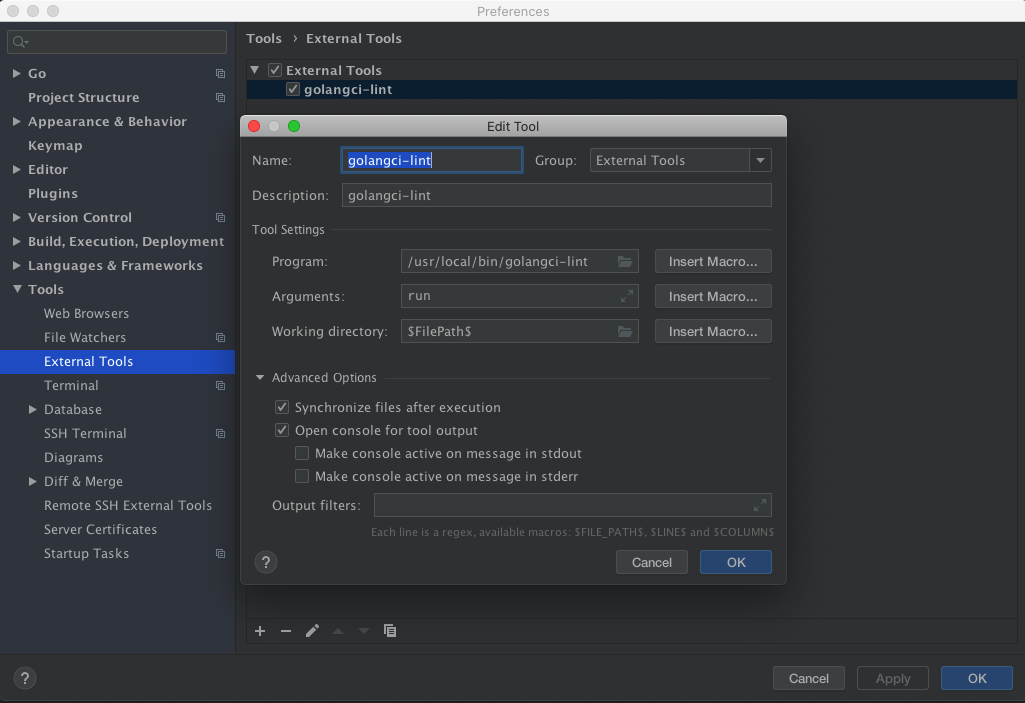 Preferences
Tools › External Tools
Go
Project Structure
Appearance & Behavior
Keymap
Editor
Plugins
Version Control
Build, Execution, Deployment
Languages & Frameworks
Tools
Web Browsers
File Watchers
External Tools
Terminal
Database
SSH Terminal
Diagrams
Diff & Merge
Remote SSH External Tools
Server Certificates
Startup Tasks
External Tools
golangci-lint
Edit Tool
Name: golangci-lint Group: External Tools
Description: golangci-lint
Tool Settings
Program: /usr/local/bin/golangci-lint Insert Macro...
Arguments: run Insert Macro...
Working directory: $FilePath$ Insert Macro...
Advanced Options
Synchronize files after execution
Open console for tool output
Make console active on message in stdout
Make console active on message in stderr
Output filters:
Each line is a regex, available macros: $FILE_PATH$, $LINE$ and $COLUMN$
? Cancel OK
? Cancel Apply OK